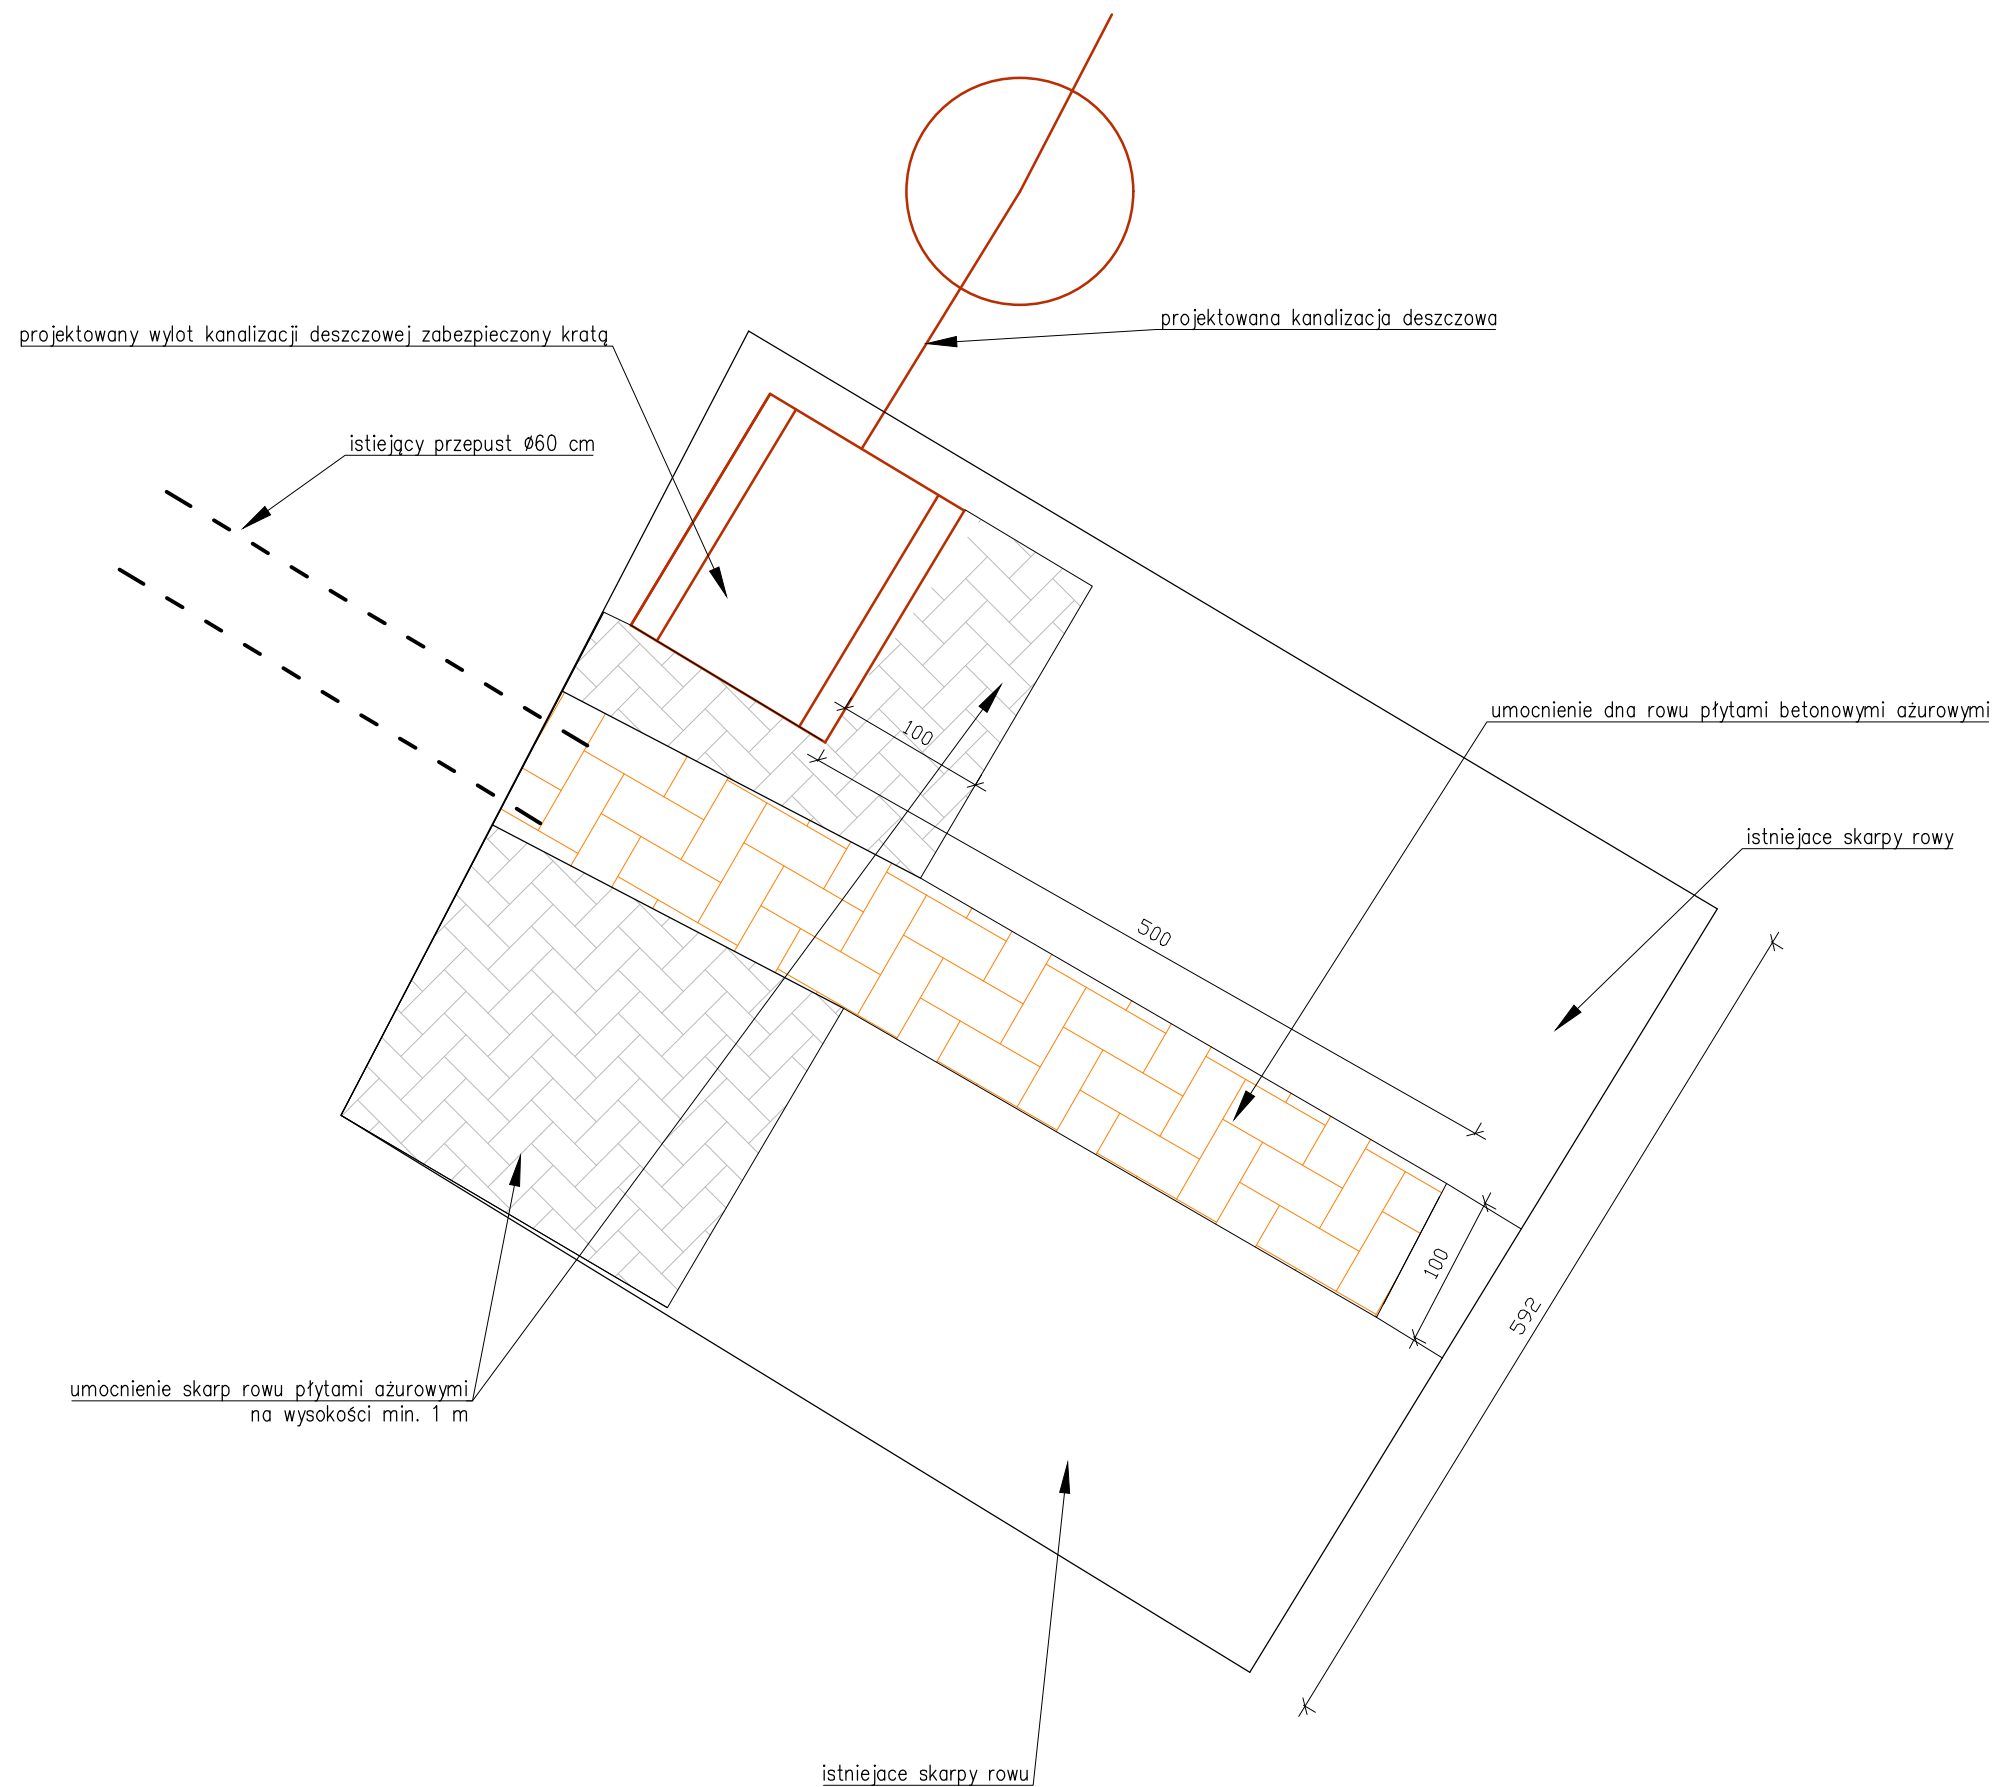 projektowana kanalizacja deszczowa
projektowany wylot kanalizacji deszczowej zabezpieczony kratą
istiejący przepust Ø60 cm
umocnienie dna rowu płytami betonowymi ażurowymi
100
istniejace skarpy rowy
500
100
592
umocnienie skarp rowu płytami ażurowymi
na wysokości min. 1 m
istniejace skarpy rowu